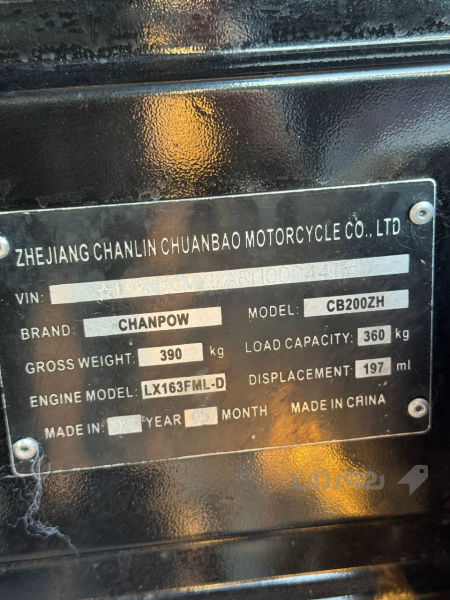 ZHEJIANG CHANLIN CHUANBAO MOTORCYCLE CO., LTD
VIN:
BRAND: CHANPOW MODEL: CB200ZH
GROSS WEIGHT: 390 kg LOAD CAPACITY: 360 kg
ENGINE MODEL: LX163FML-D DISPLACEMENT: 197 ml
MADE IN: YEAR MONTH MADE IN CHINA